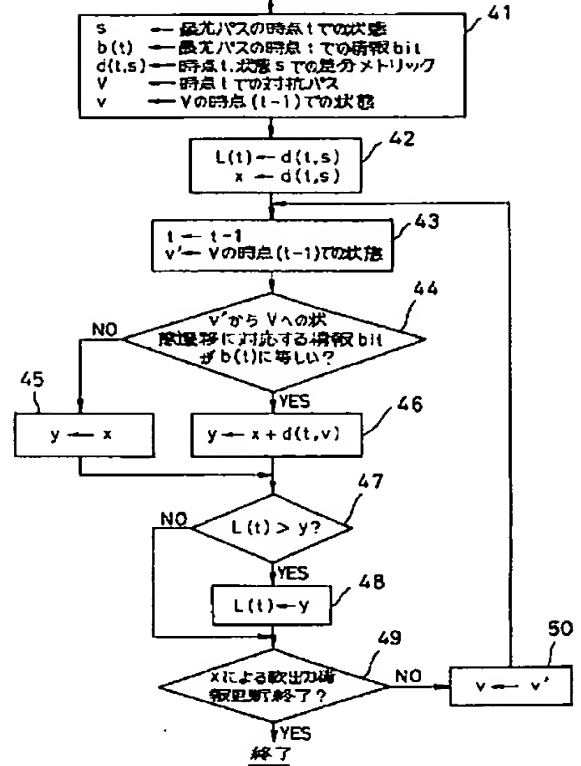 41
s ← 最尤パスの時点tでの状態
b(t) ← 最尤パスの時点tでの情報bit
d(t,s) ← 時点t,状態sでの差分メトリック
V ← 時点tでの対抗パス
v ← Vの時点(t-1)での状態
42
L(t) ← d(t,s)
x ← d(t,s)
43
t ← t-1
v' ← Vの時点(t-1)での状態
44
v'からVへの状
態遷移に対応する情報bit
がb(t)に等しい?
NO
YES
45
y ← x
46
y ← x + d(t,v)
47
L(t) > y?
NO
YES
48
L(t) ← y
49
xによる軟出力情
報更新終了?
NO
50
v ← v'
YES
終了